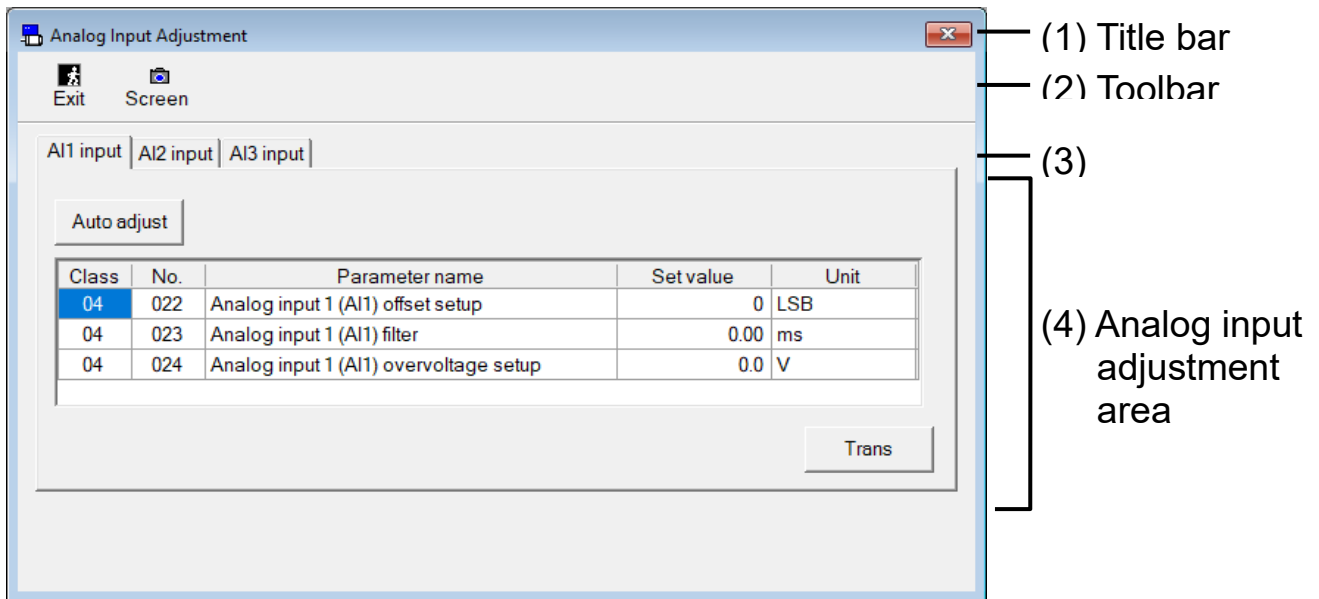 Analog Input Adjustment
(1) Title bar
Exit Screen
(2) Toolbar
AI1 input AI2 input AI3 input
(3)
Auto adjust
Class No. Parameter name Set value Unit
04 022 Analog input 1 (AI1) offset setup 0 LSB
04 023 Analog input 1 (AI1) filter 0.00 ms
04 024 Analog input 1 (AI1) overvoltage setup 0.0 V
(4) Analog input
adjustment
area
Trans